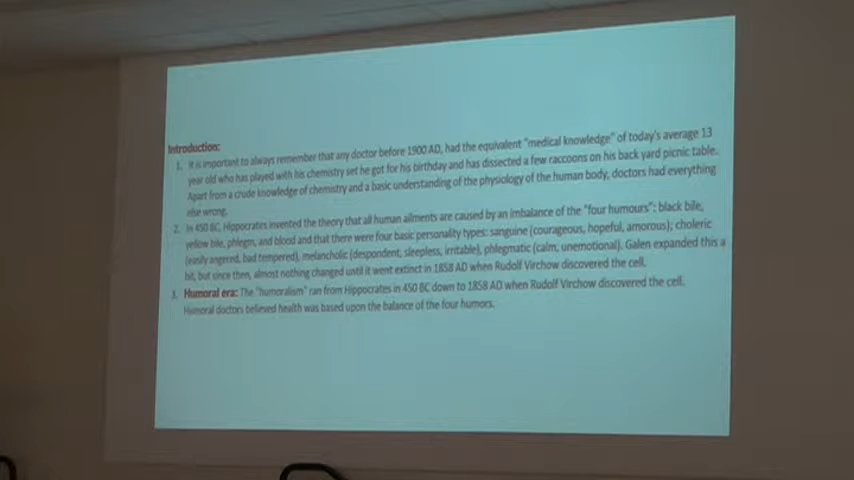 Introduction:
1. It is important to always remember that any doctor before 1900 AD, had the equivalent "medical knowledge" of today's average 13
year old who has played with his chemistry set he got for his birthday and has dissected a few raccoons on his back yard picnic table.
Apart from a crude knowledge of chemistry and a basic understanding of the physiology of the human body, doctors had everything
else wrong.
2. In 450 BC, Hippocrates invented the theory that all human ailments are caused by an imbalance of the "four humours": black bile,
yellow bile, phlegm, and blood and that there were four basic personality types: sanguine (courageous, hopeful, amorous); choleric
(easily angered, bad tempered), melancholic (despondent, sleepless, irritable), phlegmatic (calm, unemotional). Galen expanded this a
bit, but since then, almost nothing changed until it went extinct in 1858 AD when Rudolf Virchow discovered the cell.
3. Humoral era: The "humoralism" ran from Hippocrates in 450 BC down to 1858 AD when Rudolf Virchow discovered the cell.
Humoral doctors believed health was based upon the balance of the four humors.